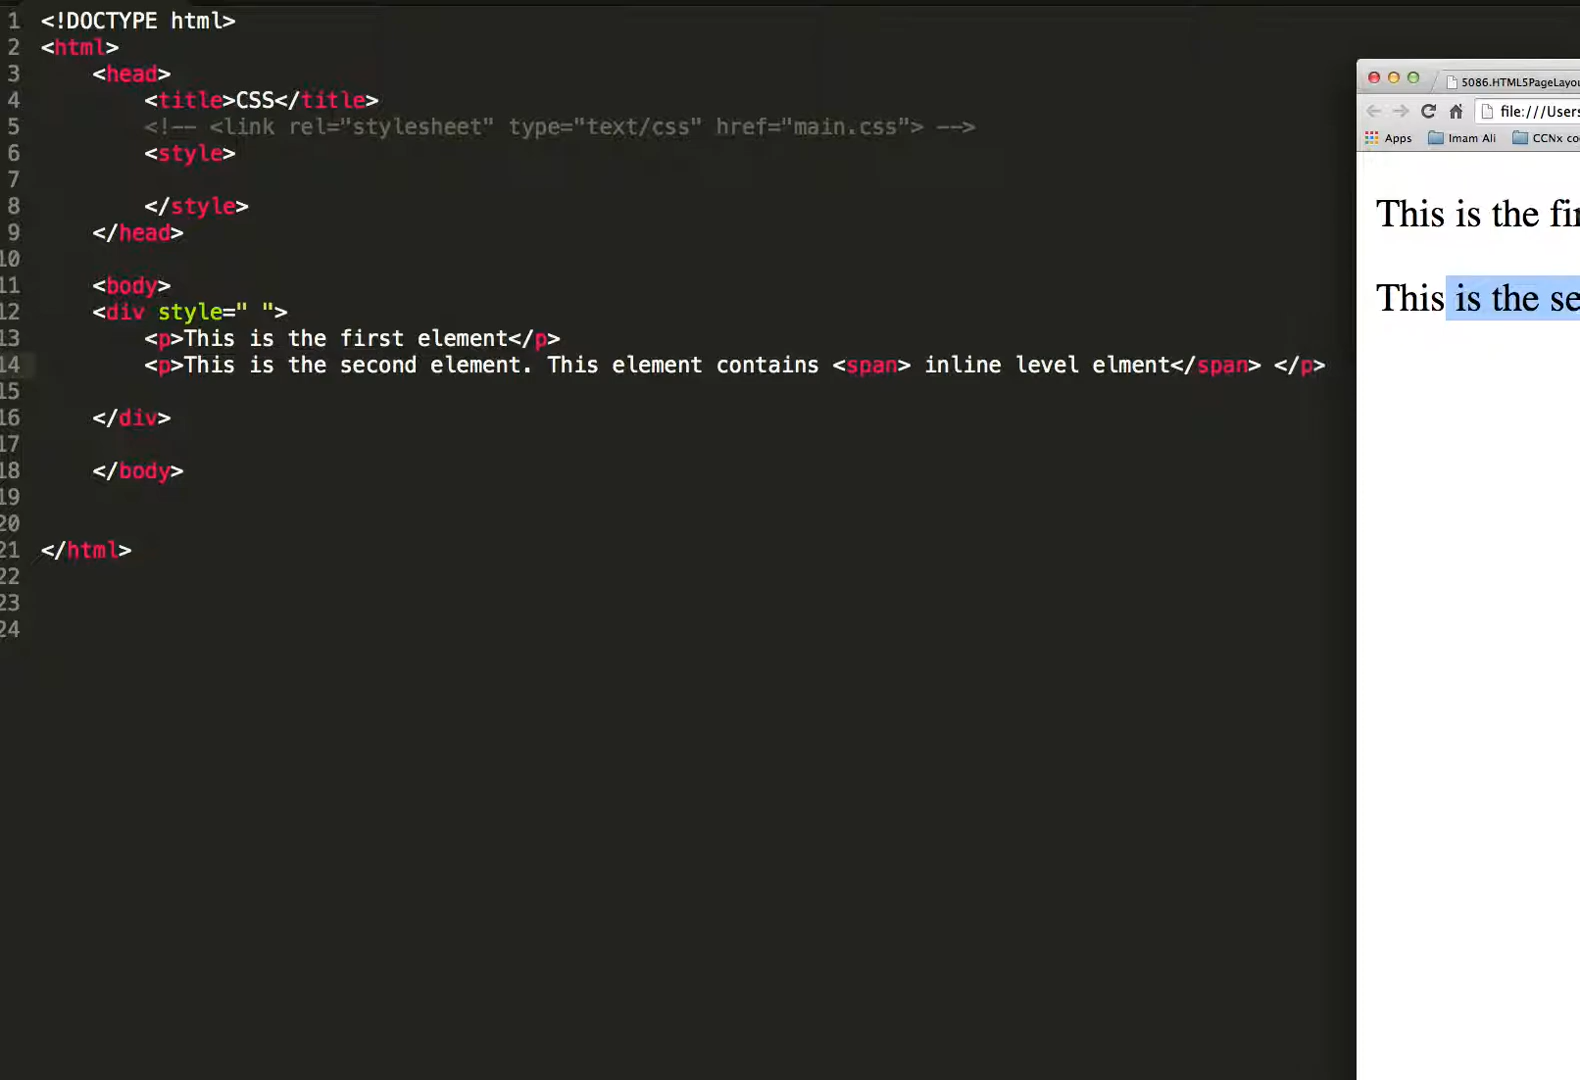 1 <!DOCTYPE html>
2 <html>
3     <head>
4         <title>CSS</title>
5         <!-- <link rel="stylesheet" type="text/css" href="main.css"> -->
6         <style>
7
8         </style>
9     </head>
10
11     <body>
12     <div style=" ">
13         <p>This is the first element</p>
14         <p>This is the second element. This element contains <span> inline level elment</span> </p>
15
16     </div>
17
18     </body>
19
20
21 </html>
22
23
24
5086.HTML5PageLayou
file:///Users
Apps Imam Ali CCNx co
This is the fir
This is the se